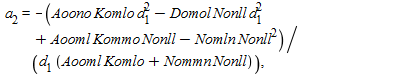 a₂ = -(Aoono Komlo d₁² − Domol Nonll d₁²
+ Aooml Kommo Nonll − Nomln Nonll²) /
(d₁ (Aooml Komlo + Nommn Nonll)),